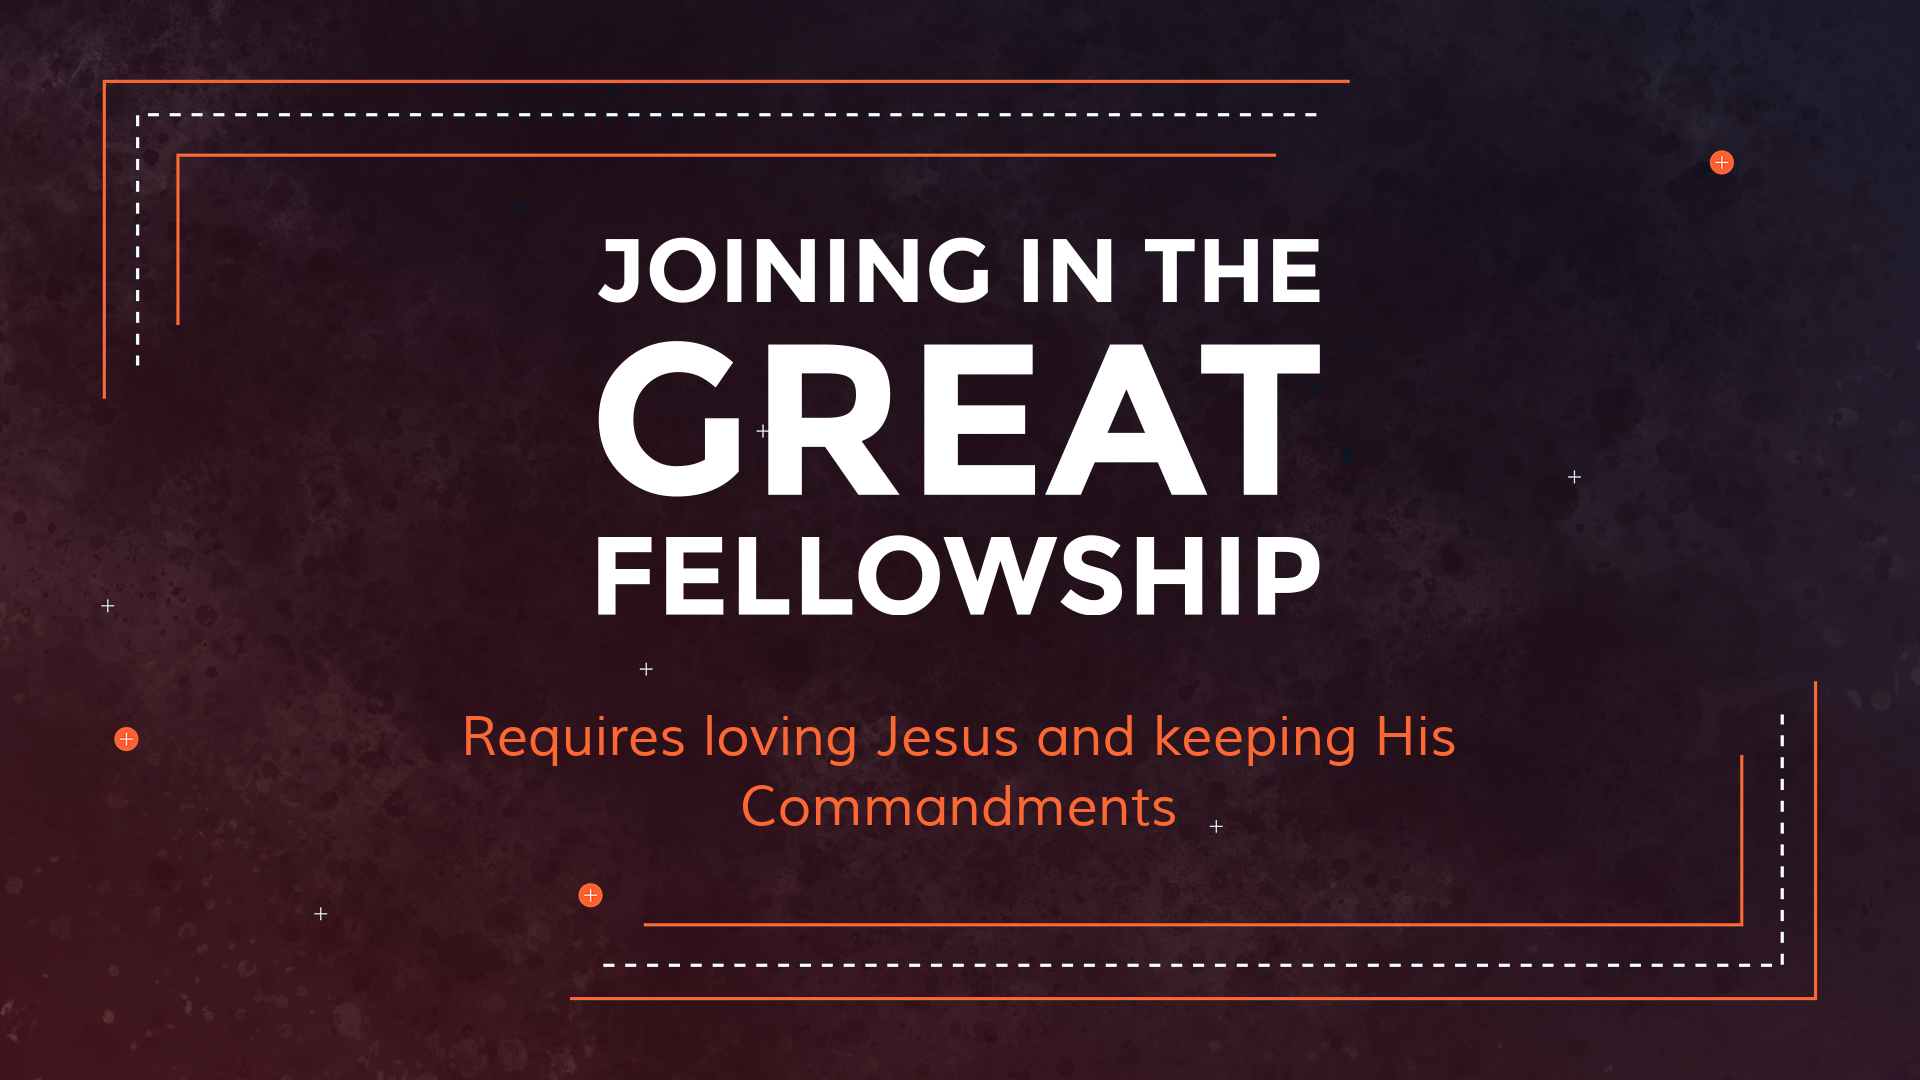 JOINING IN THE
GREAT
FELLOWSHIP
Requires loving Jesus and keeping His
Commandments